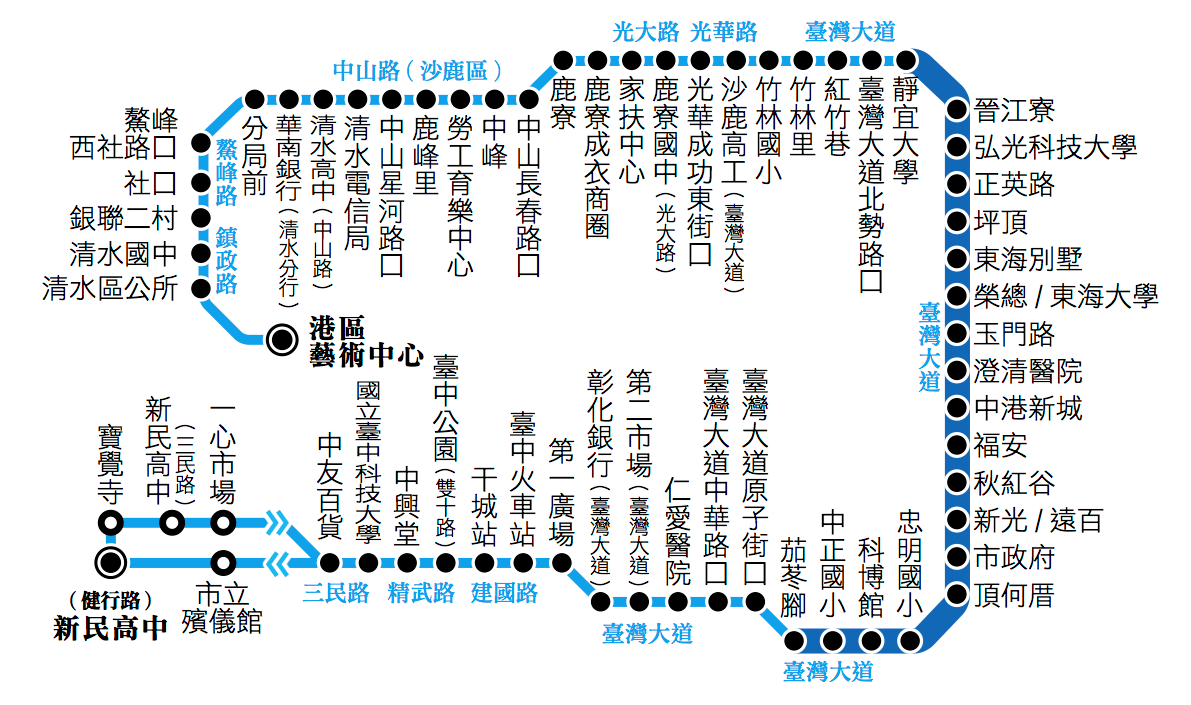 光大路
光華路
臺灣大道
中山路（沙鹿區）
鰲峰
西社路口
社口
銀聯二村
清水國中
清水區公所
鰲峰路
鎮政路
港區
藝術中心
分局前
華南銀行（清水分行）
清水高中（中山路）
清水電信局
中山星河路口
鹿峰里
勞工育樂中心
中峰
中山長春路口
鹿寮
鹿寮成衣商圈
家扶中心
鹿寮國中（光大路）
光華成功東街口
沙鹿高工（臺灣大道）
竹林國小
竹林里
紅竹巷
臺灣大道北勢路口
靜宜大學
晉江寮
弘光科技大學
正英路
坪頂
東海別墅
榮總 / 東海大學
玉門路
澄清醫院
中港新城
福安
秋紅谷
新光 / 遠百
市政府
頂何厝
臺灣大道
忠明國小
科博館
中正國小
茄苳腳
臺灣大道
臺灣大道原子街口
臺灣大道中華路口
仁愛醫院
第二市場（臺灣大道）
彰化銀行（臺灣大道）
臺灣大道
第一廣場
臺中火車站
干城站
臺中公園（雙十路）
中興堂
國立臺中科技大學
中友百貨
三民路
精武路
建國路
一心市場
新民高中（三民路）
寶覺寺
市立
殯儀館
（健行路）
新民高中